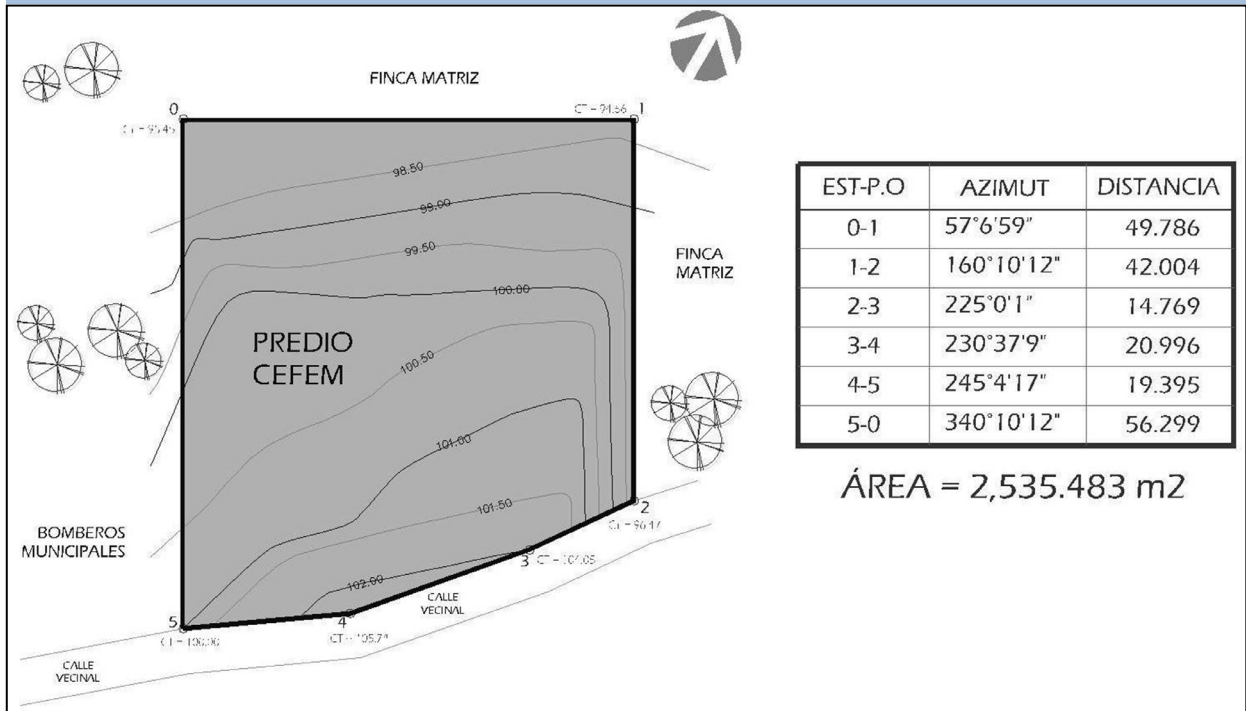 FINCA MATRIZ
0
1
98.50
99.00
99.50
100.00
100.50
101.00
101.50
102.00
PREDIO
CEFEM
FINCA
MATRIZ
BOMBEROS
MUNICIPALES
2
3
4
5
CALLE
VECINAL
CALLE
VECINAL
EST-P.O AZIMUT DISTANCIA
0-1 57°6'59" 49.786
1-2 160°10'12" 42.004
2-3 225°0'1" 14.769
3-4 230°37'9" 20.996
4-5 245°4'17" 19.395
5-0 340°10'12" 56.299
ÁREA = 2,535.483 m2